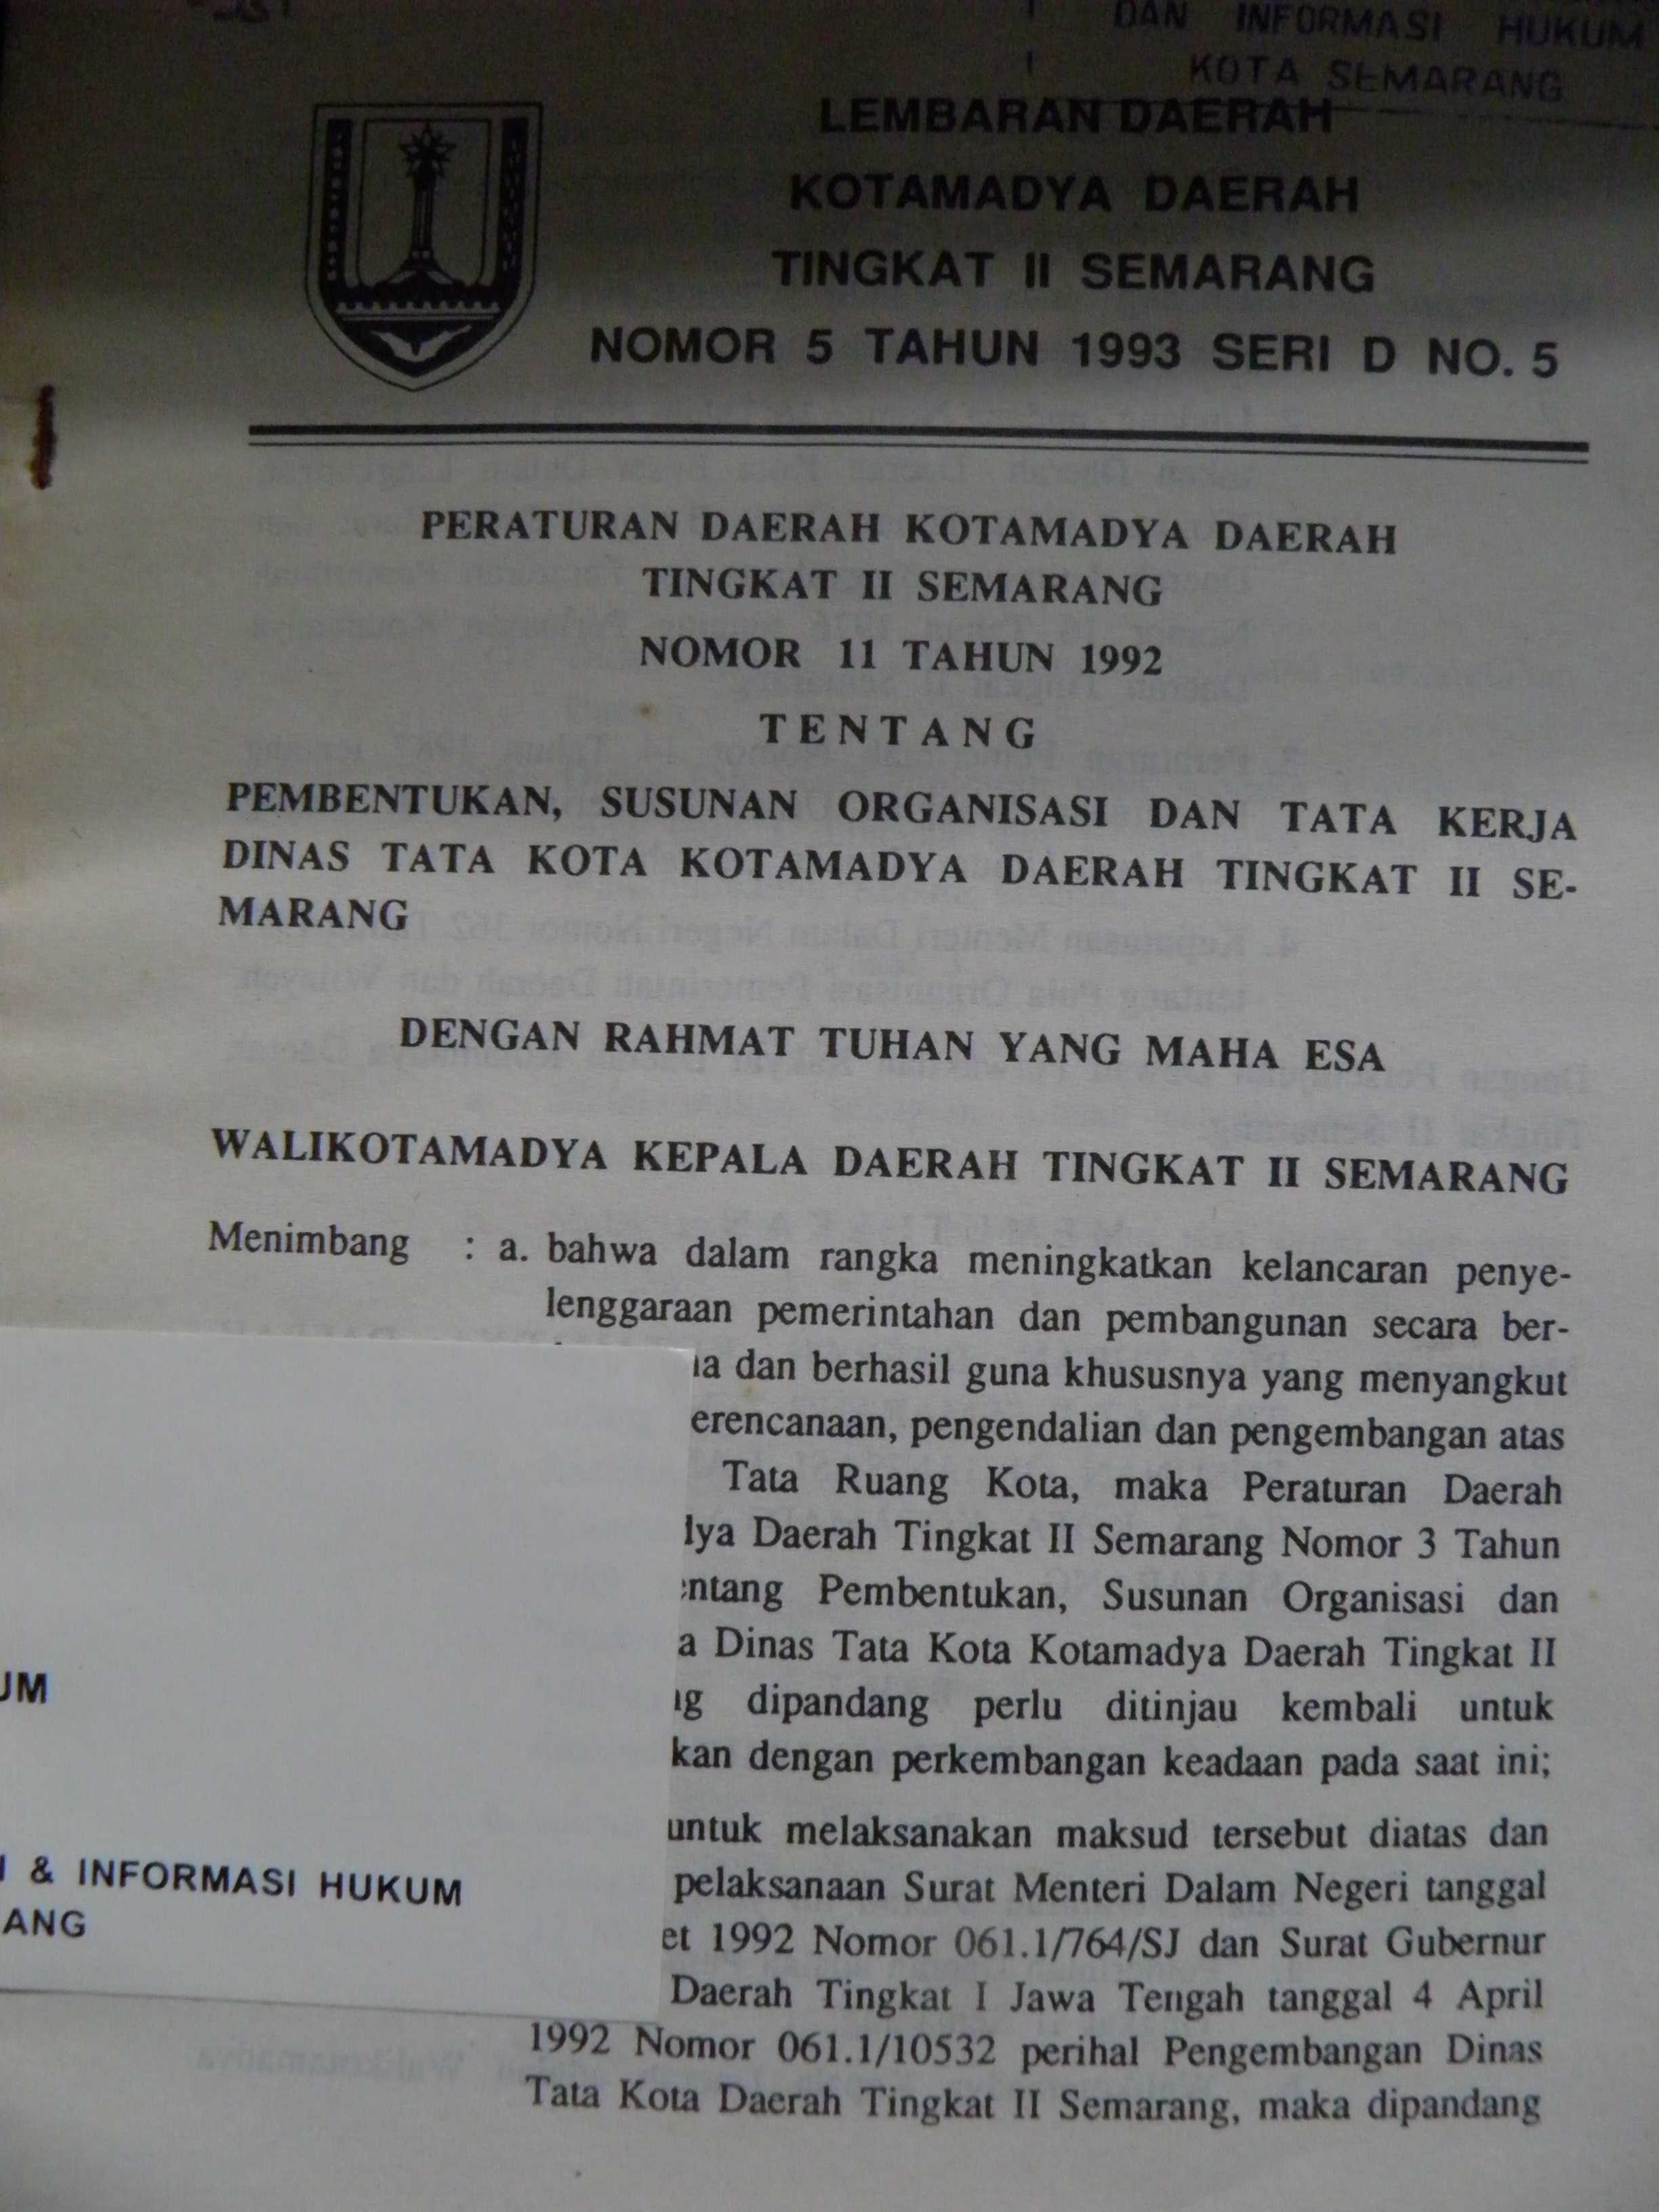 DAN INFORMASI HUKUM
KOTA SEMARANG
LEMBARAN DAERAH
KOTAMADYA DAERAH
TINGKAT II SEMARANG
NOMOR 5 TAHUN 1993 SERI D NO. 5
PERATURAN DAERAH KOTAMADYA DAERAH
TINGKAT II SEMARANG
NOMOR 11 TAHUN 1992
TENTANG
PEMBENTUKAN, SUSUNAN ORGANISASI DAN TATA KERJA
DINAS TATA KOTA KOTAMADYA DAERAH TINGKAT II SE-
MARANG
DENGAN RAHMAT TUHAN YANG MAHA ESA
WALIKOTAMADYA KEPALA DAERAH TINGKAT II SEMARANG
Menimbang : a. bahwa dalam rangka meningkatkan kelancaran penye-
lenggaraan pemerintahan dan pembangunan secara ber-
dan berhasil guna khususnya yang menyangkut
erencanaan, pengendalian dan pengembangan atas
Tata Ruang Kota, maka Peraturan Daerah
dya Daerah Tingkat II Semarang Nomor 3 Tahun
entang Pembentukan, Susunan Organisasi dan
a Dinas Tata Kota Kotamadya Daerah Tingkat II
ng dipandang perlu ditinjau kembali untuk
kan dengan perkembangan keadaan pada saat ini;
untuk melaksanakan maksud tersebut diatas dan
pelaksanaan Surat Menteri Dalam Negeri tanggal
et 1992 Nomor 061.1/764/SJ dan Surat Gubernur
Daerah Tingkat I Jawa Tengah tanggal 4 April
1992 Nomor 061.1/10532 perihal Pengembangan Dinas
Tata Kota Daerah Tingkat II Semarang, maka dipandang
UM
& INFORMASI HUKUM
ANG